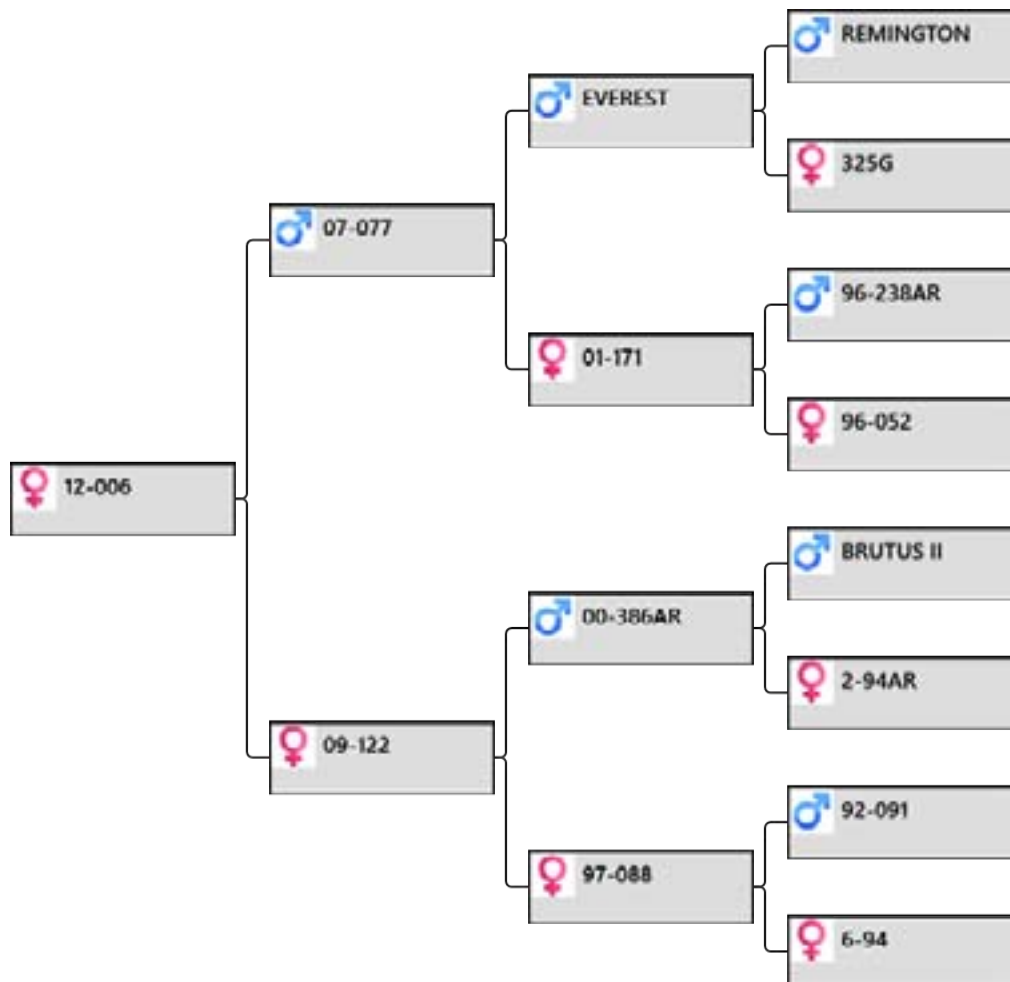 REMINGTON
EVEREST
325G
07-077
96-238AR
01-171
96-052
12-006
BRUTUS II
00-386AR
2-94AR
09-122
92-091
97-088
6-94